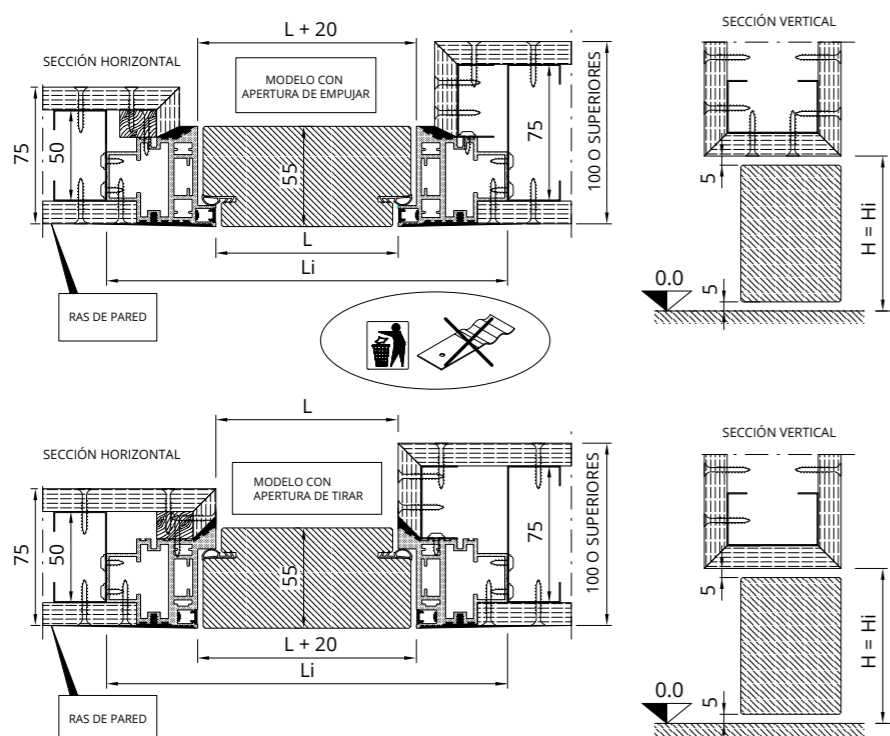 L + 20
SECCIÓN HORIZONTAL
MODELO CON
APERTURA DE EMPUJAR
75
50
55
75
100 O SUPERIORES
L
Li
RAS DE PARED
SECCIÓN VERTICAL
5
H = Hi
5
0.0
L
SECCIÓN HORIZONTAL
MODELO CON
APERTURA DE TIRAR
75
50
55
75
100 O SUPERIORES
L + 20
Li
RAS DE PARED
SECCIÓN VERTICAL
5
H = Hi
5
0.0